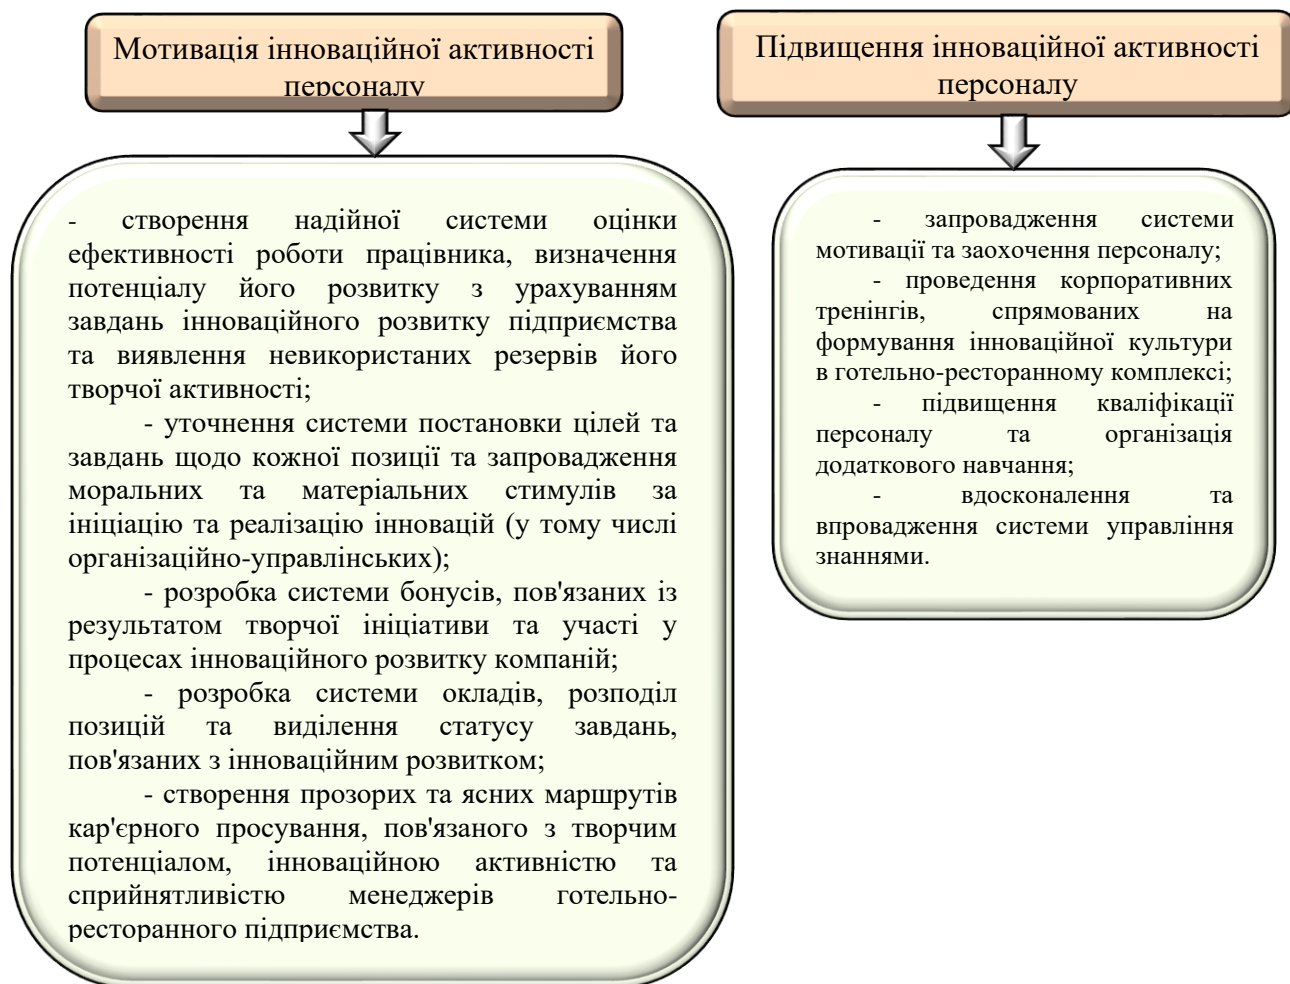 Мотивація інноваційної активності
персоналу
- створення надійної системи оцінки
ефективності роботи працівника, визначення
потенціалу його розвитку з урахуванням
завдань інноваційного розвитку підприємства
та виявлення невикористаних резервів його
творчої активності;
- уточнення системи постановки цілей та
завдань щодо кожної позиції та запровадження
моральних та матеріальних стимулів за
ініціацію та реалізацію інновацій (у тому числі
організаційно-управлінських);
- розробка системи бонусів, пов'язаних із
результатом творчої ініціативи та участі у
процесах інноваційного розвитку компаній;
- розробка системи окладів, розподіл
позицій та виділення статусу завдань,
пов'язаних з інноваційним розвитком;
- створення прозорих та ясних маршрутів
кар'єрного просування, пов'язаного з творчим
потенціалом, інноваційною активністю та
сприйнятливістю менеджерів готельно-
ресторанного підприємства.
Підвищення інноваційної активності
персоналу
- запровадження системи
мотивації та заохочення персоналу;
- проведення корпоративних
тренінгів, спрямованих на
формування інноваційної культури
в готельно-ресторанному комплексі;
- підвищення кваліфікації
персоналу та організація
додаткового навчання;
- вдосконалення та
впровадження системи управління
знаннями.